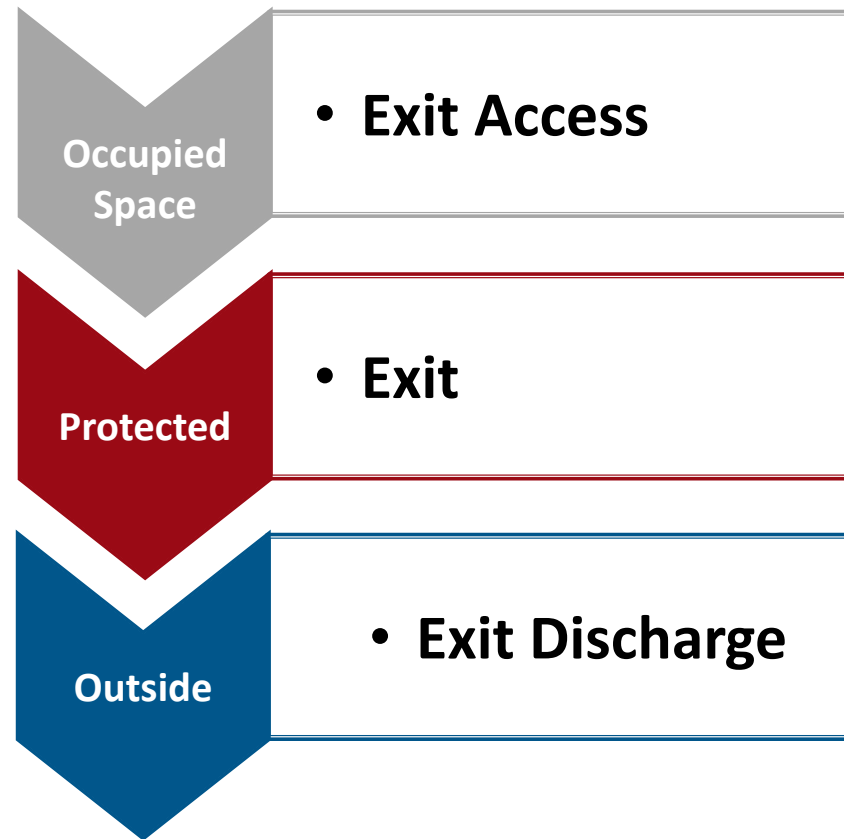 Occupied
Space
• Exit Access
Protected
• Exit
Outside
• Exit Discharge